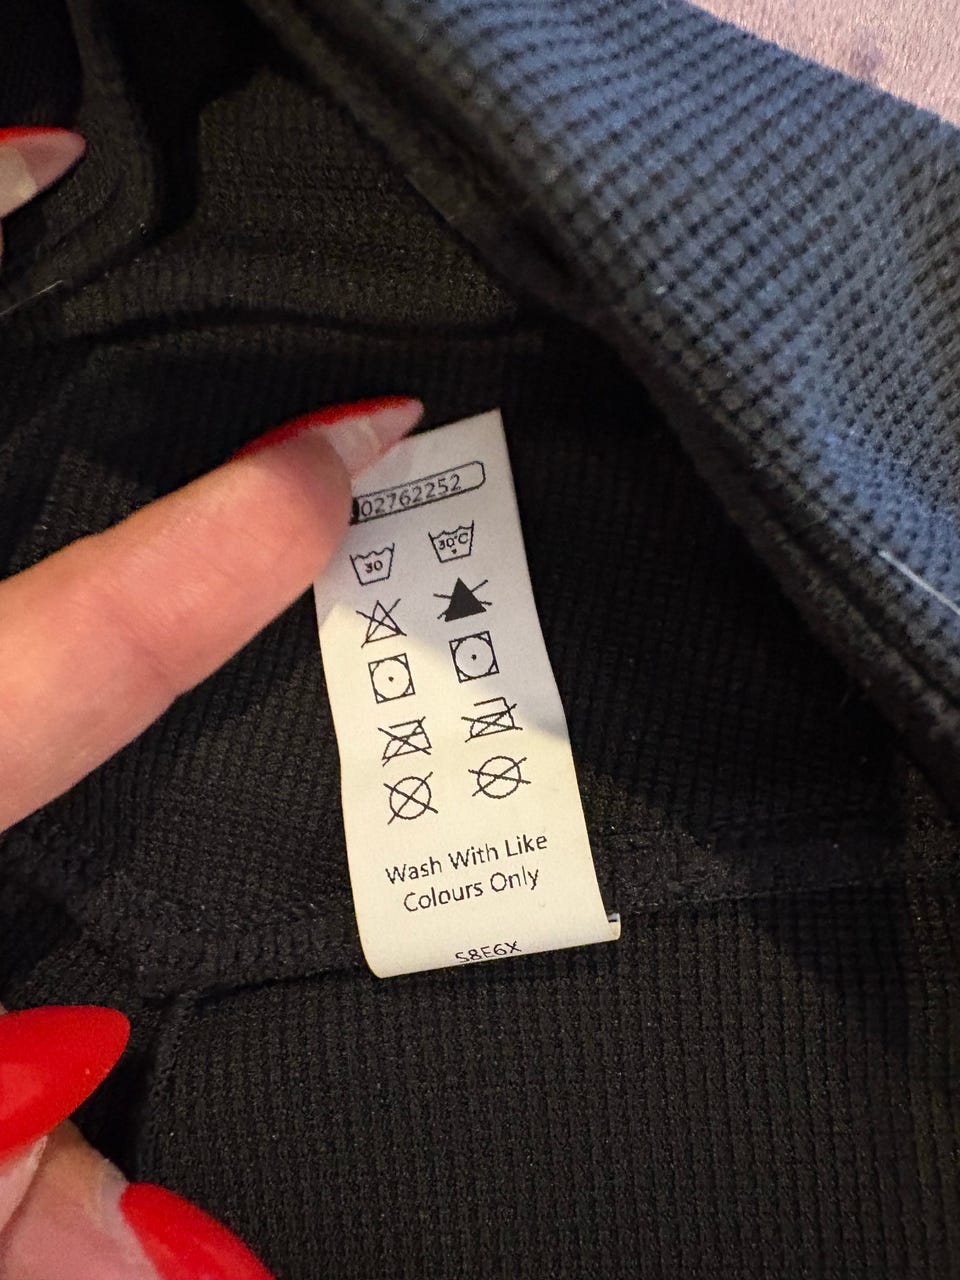 02762252
30
30°C
Wash With Like
Colours Only
S8E6X